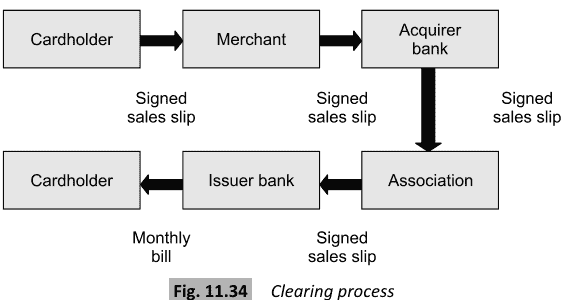 Cardholder
Merchant
Acquirer
bank
Signed
sales slip
Signed
sales slip
Signed
sales slip
Cardholder
Issuer bank
Association
Monthly
bill
Signed
sales slip
Fig. 11.34 Clearing process